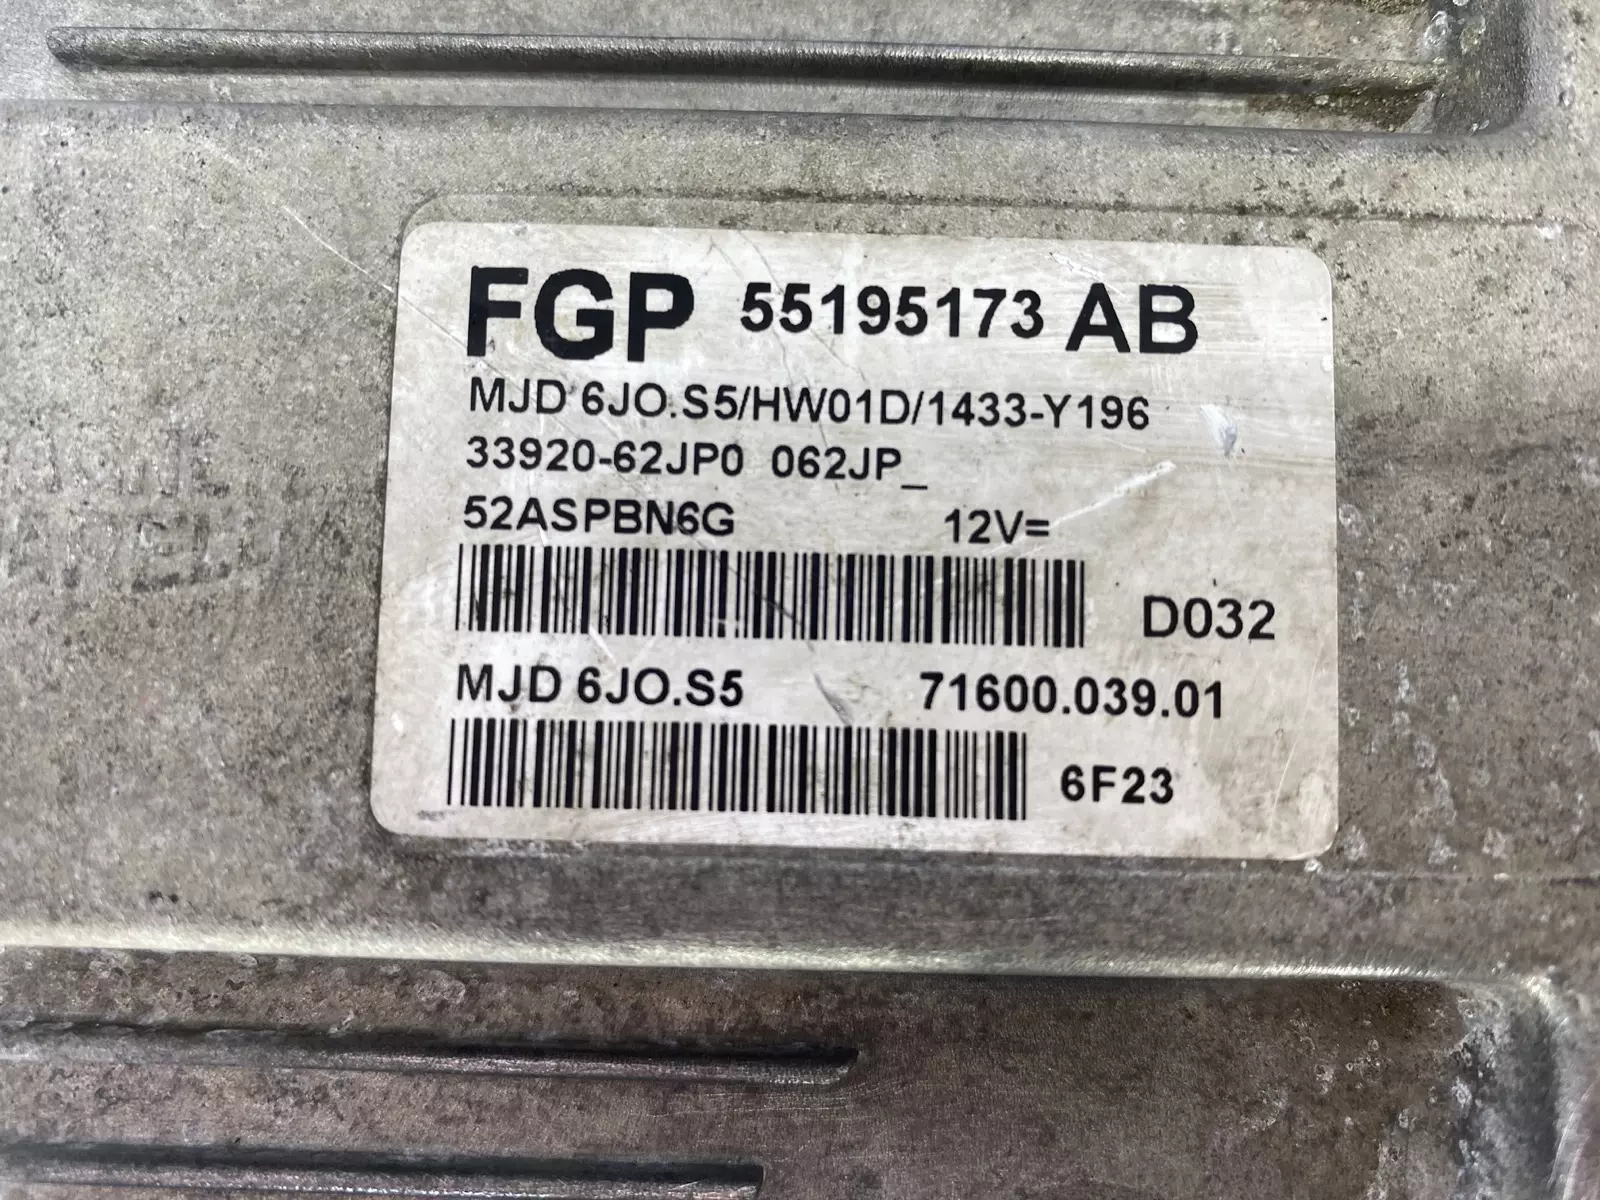 FGP 55195173 AB
MJD 6JO.S5/HW01D/1433-Y196
33920-62JP0 062JP_
52ASPBN6G 12V=
D032
MJD 6JO.S5 71600.039.01
6F23